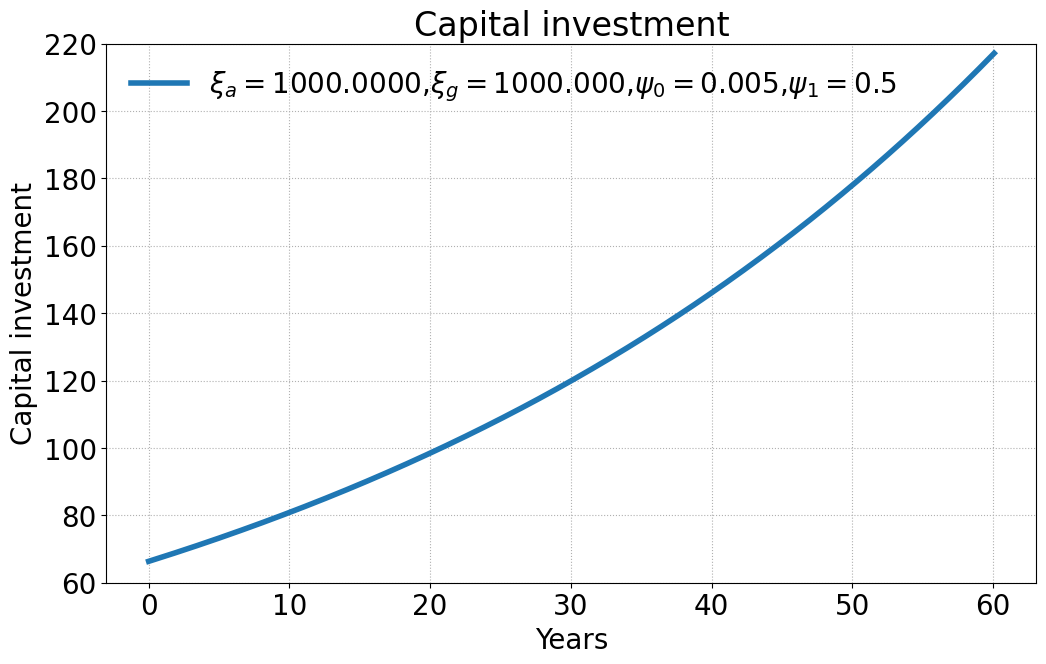 Capital investment
220
200
180
160
140
120
100
80
60
Capital investment
ξ_a = 1000.0000,ξ_g = 1000.000,ψ_0 = 0.005,ψ_1 = 0.5
0 10 20 30 40 50 60
Years